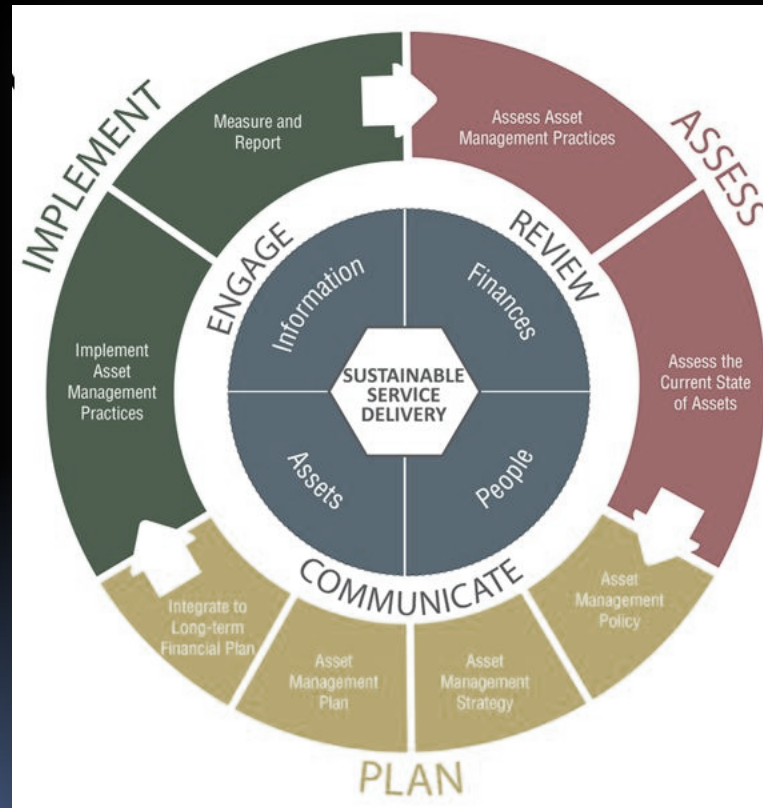 IMPLEMENT
Measure and
Report
Assess Asset
Management Practices
ASSESS
ENGAGE
REVIEW
Information
Finances
Implement
Asset
Management
Practices
SUSTAINABLE
SERVICE
DELIVERY
Assess the
Current State
of Assets
Assets
People
COMMUNICATE
Integrate to
Long-term
Financial Plan
Asset
Management
Plan
Asset
Management
Strategy
Asset
Management
Policy
PLAN